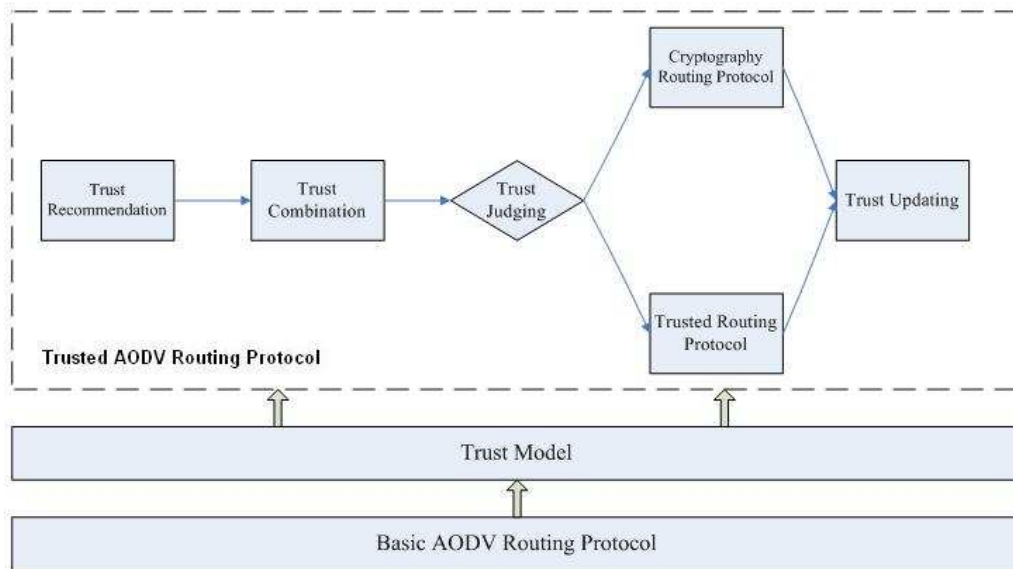 Cryptography
Routing Protocol
Trust
Recommendation
Trust
Combination
Trust
Judging
Trust Updating
Trusted Routing
Protocol
Trusted AODV Routing Protocol
Trust Model
Basic AODV Routing Protocol